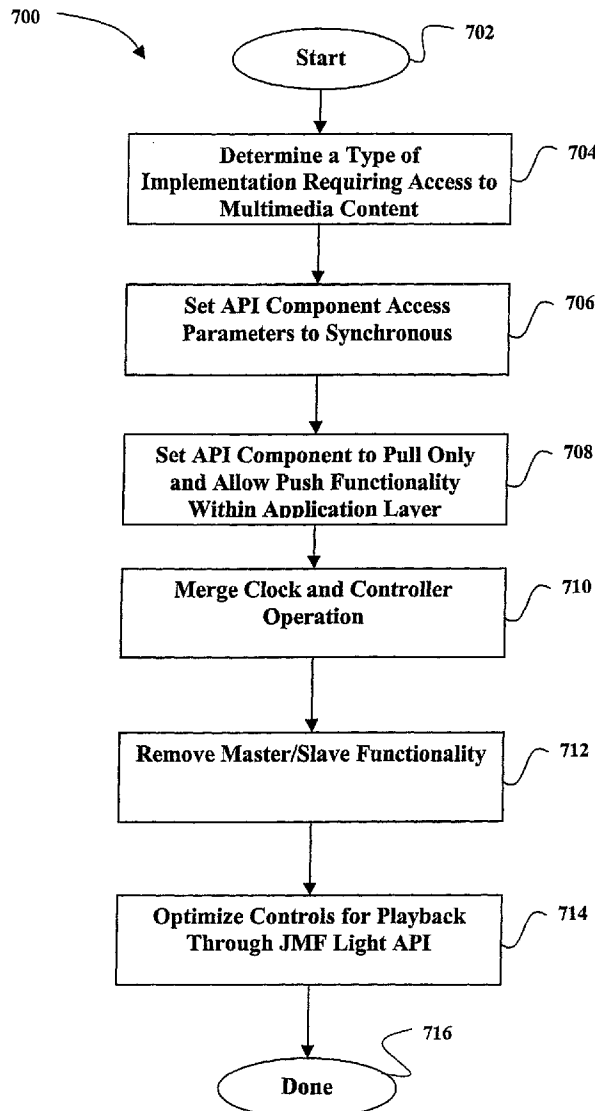 700
702
Start
Determine a Type of
Implementation Requiring Access to
Multimedia Content
704
Set API Component Access
Parameters to Synchronous
706
Set API Component to Pull Only
and Allow Push Functionality
Within Application Layer
708
Merge Clock and Controller
Operation
710
Remove Master/Slave Functionality
712
Optimize Controls for Playback
Through JMF Light API
714
716
Done